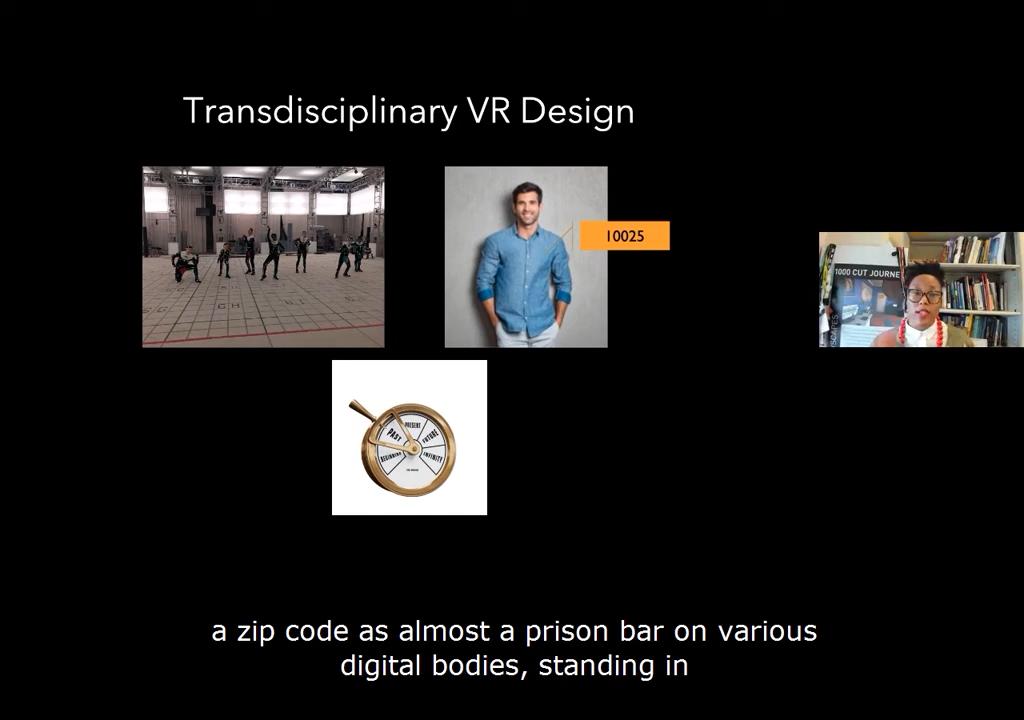 Transdisciplinary VR Design
10025
1000 CUT JOURNE
GH
PRESENT
PAST
FUTURE
BEGINNING
INFINITY
a zip code as almost a prison bar on various
digital bodies, standing in